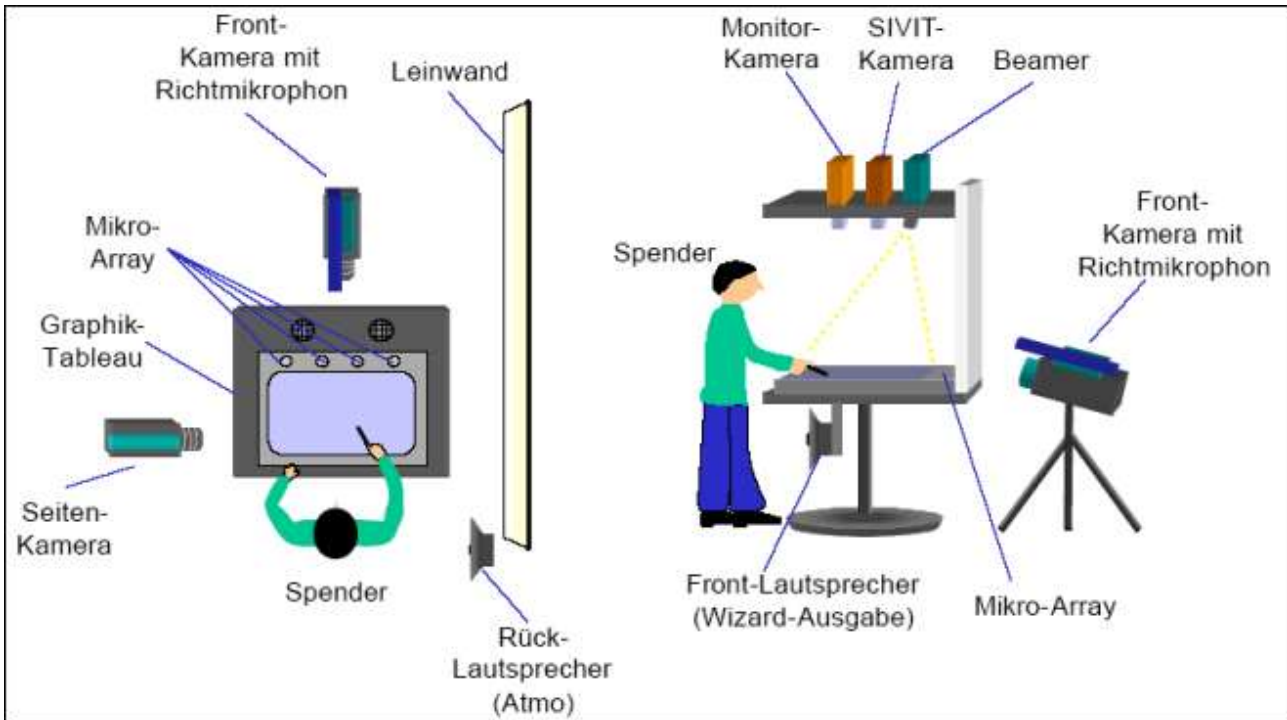 Front-
Kamera mit
Richtmikrophon
Leinwand
Mikro-
Array
Graphik-
Tableau
Seiten-
Kamera
Spender
Rück-
Lautsprecher
(Atmo)
Monitor-
Kamera
SIVIT-
Kamera
Beamer
Spender
Front-
Kamera mit
Richtmikrophon
Front-Lautsprecher
(Wizard-Ausgabe)
Mikro-Array